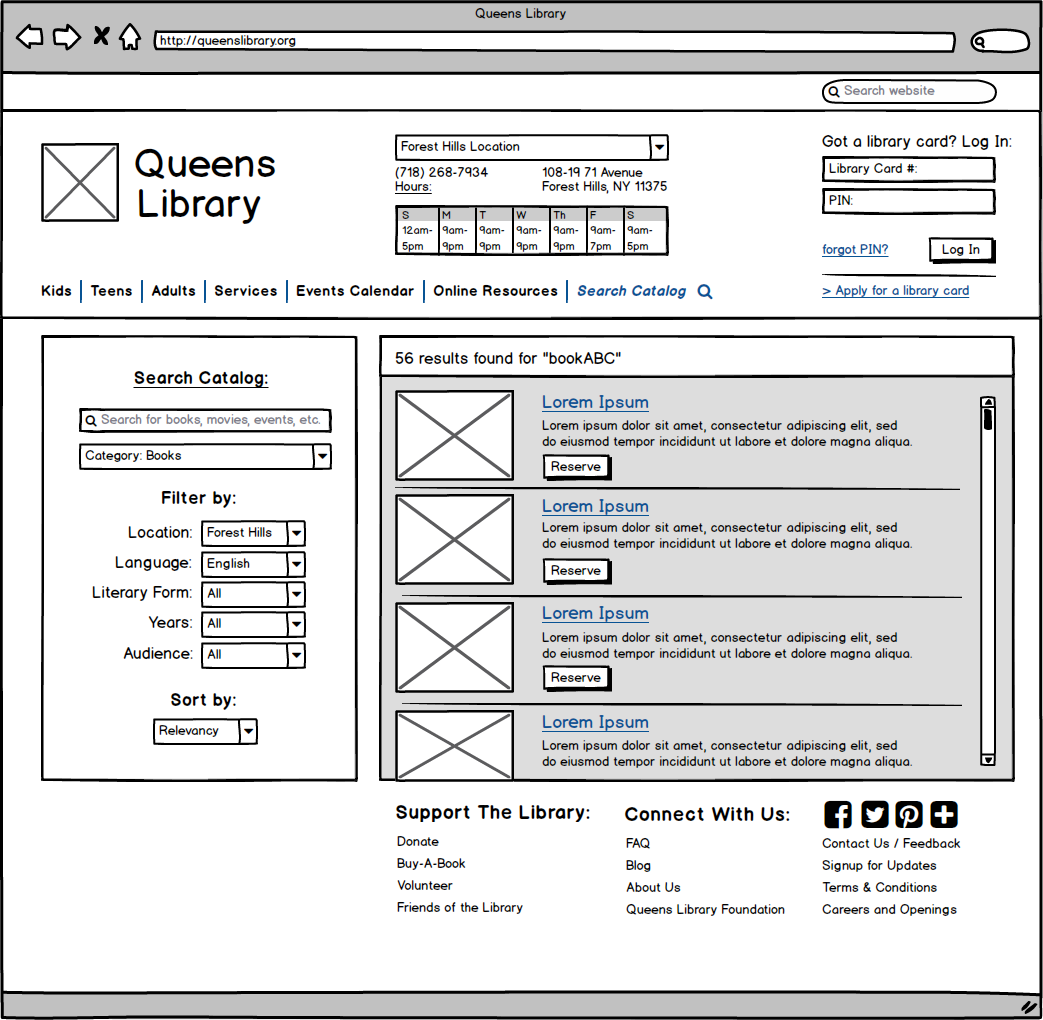 Queens Library
http://queenslibrary.org
Search website
Queens
Library
Forest Hills Location
(718) 268-7934
Hours:
108-19 71 Avenue
Forest Hills, NY 11375
S M T W Th F S
12am- 9am- 9am- 9am- 9am- 9am- 9am-
5pm 9pm 9pm 9pm 9pm 7pm 5pm
Got a library card? Log In:
Library Card #:
PIN:
forgot PIN?
Log In
> Apply for a library card
Kids Teens Adults Services Events Calendar Online Resources Search Catalog
Search Catalog:
Search for books, movies, events, etc.
Category: Books
Filter by:
Location: Forest Hills
Language: English
Literary Form: All
Years: All
Audience: All
Sort by:
Relevancy
56 results found for "bookABC"
Lorem Ipsum
Lorem ipsum dolor sit amet, consectetur adipiscing elit, sed
do eiusmod tempor incididunt ut labore et dolore magna aliqua.
Reserve
Lorem Ipsum
Lorem ipsum dolor sit amet, consectetur adipiscing elit, sed
do eiusmod tempor incididunt ut labore et dolore magna aliqua.
Reserve
Lorem Ipsum
Lorem ipsum dolor sit amet, consectetur adipiscing elit, sed
do eiusmod tempor incididunt ut labore et dolore magna aliqua.
Reserve
Lorem Ipsum
Lorem ipsum dolor sit amet, consectetur adipiscing elit, sed
do eiusmod tempor incididunt ut labore et dolore magna aliqua.
Support The Library:
Donate
Buy-A-Book
Volunteer
Friends of the Library
Connect With Us:
FAQ
Blog
About Us
Queens Library Foundation
Contact Us / Feedback
Signup for Updates
Terms & Conditions
Careers and Openings